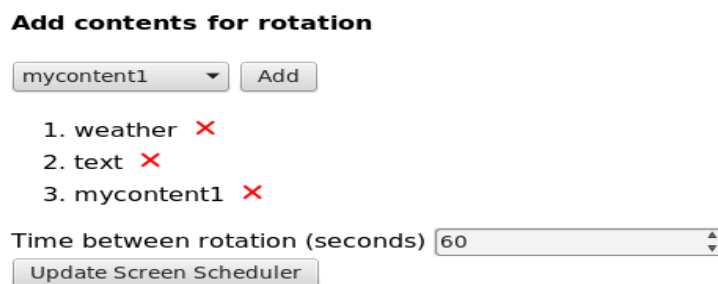 Add contents for rotation
mycontent1 Add
1. weather
2. text
3. mycontent1
Time between rotation (seconds) 60
Update Screen Scheduler